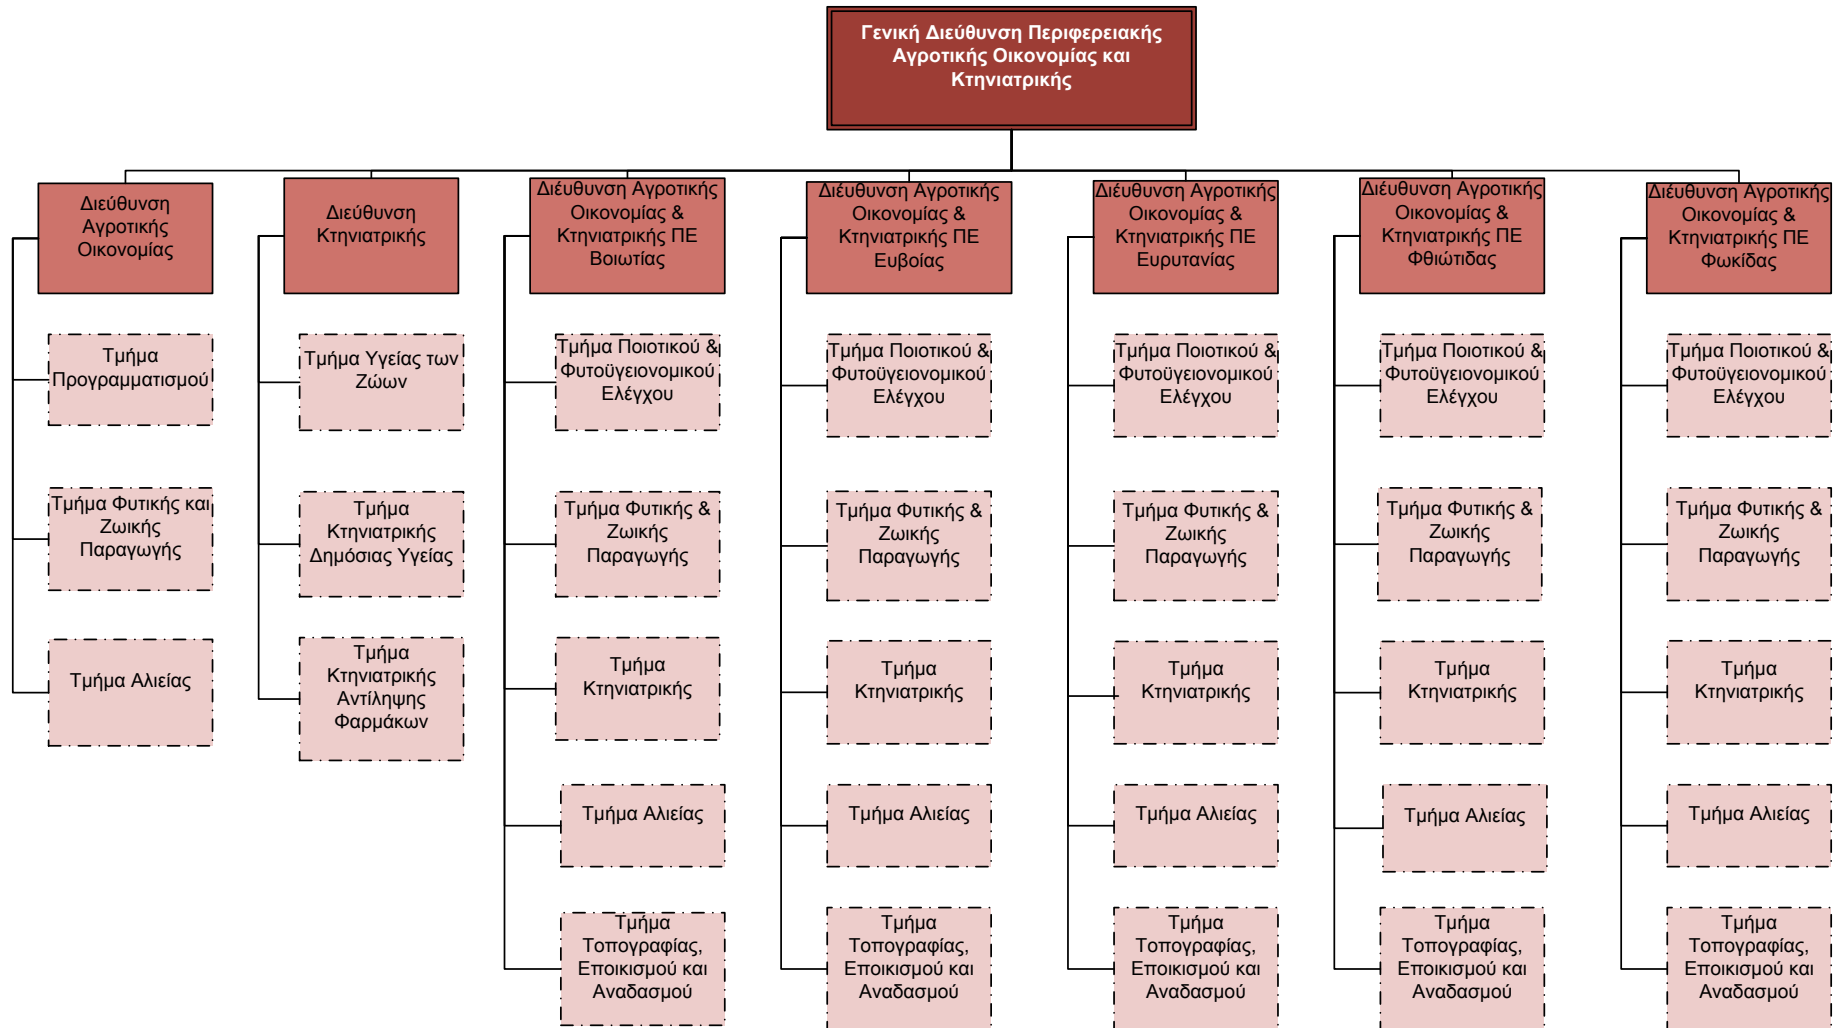 Γενική Διεύθυνση Περιφερειακής
Αγροτικής Οικονομίας και
Κτηνιατρικής
Διεύθυνση
Αγροτικής
Οικονομίας
Τμήμα
Προγραμματισμού
Τμήμα Φυτικής και
Ζωικής
Παραγωγής
Τμήμα Αλιείας
Διεύθυνση
Κτηνιατρικής
Τμήμα Υγείας των
Ζώων
Τμήμα
Κτηνιατρικής
Δημόσιας Υγείας
Τμήμα
Κτηνιατρικής
Αντίληψης
Φαρμάκων
Διέυθυνση Αγροτικής
Οικονομίας &
Κτηνιατρικής ΠΕ
Βοιωτίας
Τμήμα Ποιοτικού &
Φυτοϋγειονομικού
Ελέγχου
Τμήμα Φυτικής &
Ζωικής
Παραγωγής
Τμήμα
Κτηνιατρικής
Τμήμα Αλιείας
Τμήμα
Τοπογραφίας,
Εποικισμού και
Αναδασμού
Διέυθυνση Αγροτικής
Οικονομίας &
Κτηνιατρικής ΠΕ
Ευβοίας
Τμήμα Ποιοτικού &
Φυτοϋγειονομικού
Ελέγχου
Τμήμα Φυτικής &
Ζωικής
Παραγωγής
Τμήμα
Κτηνιατρικής
Τμήμα Αλιείας
Τμήμα
Τοπογραφίας,
Εποικισμού και
Αναδασμού
Διέυθυνση Αγροτικής
Οικονομίας &
Κτηνιατρικής ΠΕ
Ευρυτανίας
Τμήμα Ποιοτικού &
Φυτοϋγειονομικού
Ελέγχου
Τμήμα Φυτικής &
Ζωικής
Παραγωγής
Τμήμα
Κτηνιατρικής
Τμήμα Αλιείας
Τμήμα
Τοπογραφίας,
Εποικισμού και
Αναδασμού
Διέυθυνση Αγροτικής
Οικονομίας &
Κτηνιατρικής ΠΕ
Φθιώτιδας
Τμήμα Ποιοτικού &
Φυτοϋγειονομικού
Ελέγχου
Τμήμα Φυτικής &
Ζωικής
Παραγωγής
Τμήμα
Κτηνιατρικής
Τμήμα Αλιείας
Τμήμα
Τοπογραφίας,
Εποικισμού και
Αναδασμού
Διέυθυνση Αγροτικής
Οικονομίας &
Κτηνιατρικής ΠΕ
Φωκίδας
Τμήμα Ποιοτικού &
Φυτοϋγειονομικού
Ελέγχου
Τμήμα Φυτικής &
Ζωικής
Παραγωγής
Τμήμα
Κτηνιατρικής
Τμήμα Αλιείας
Τμήμα
Τοπογραφίας,
Εποικισμού και
Αναδασμού